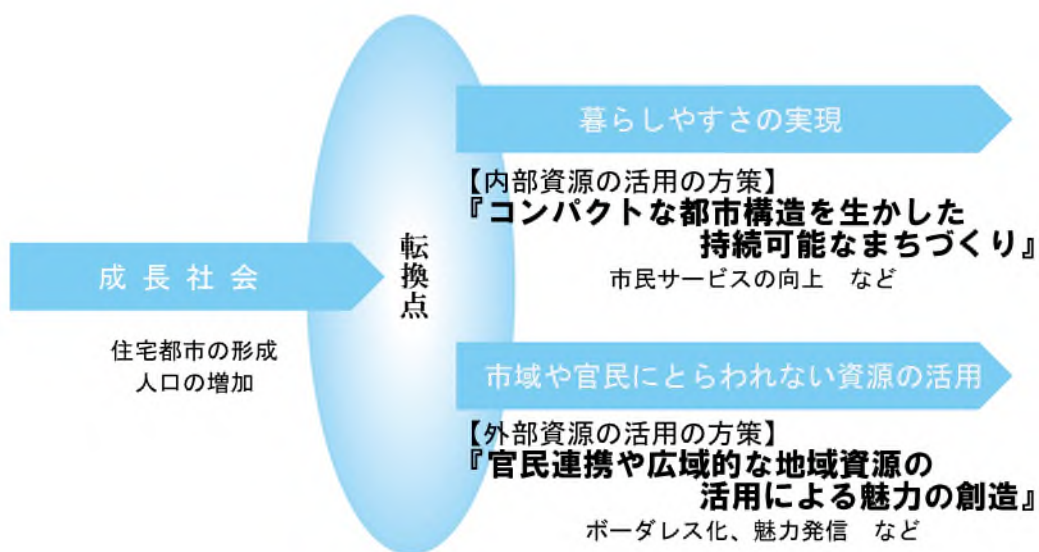 成長社会
住宅都市の形成
人口の増加
転換点
暮らしやすさの実現
【内部資源の活用の方策】
『コンパクトな都市構造を生かした
持続可能なまちづくり』
市民サービスの向上　など
市域や官民にとらわれない資源の活用
【外部資源の活用の方策】
『官民連携や広域的な地域資源の
活用による魅力の創造』
ボーダレス化、魅力発信　など